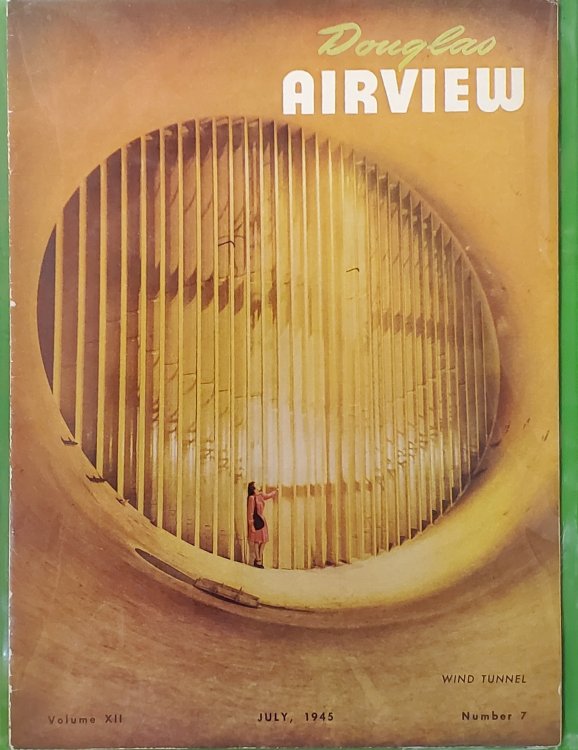 Douglas
AIRVIEW
WIND TUNNEL
Volume XII
JULY, 1945
Number 7